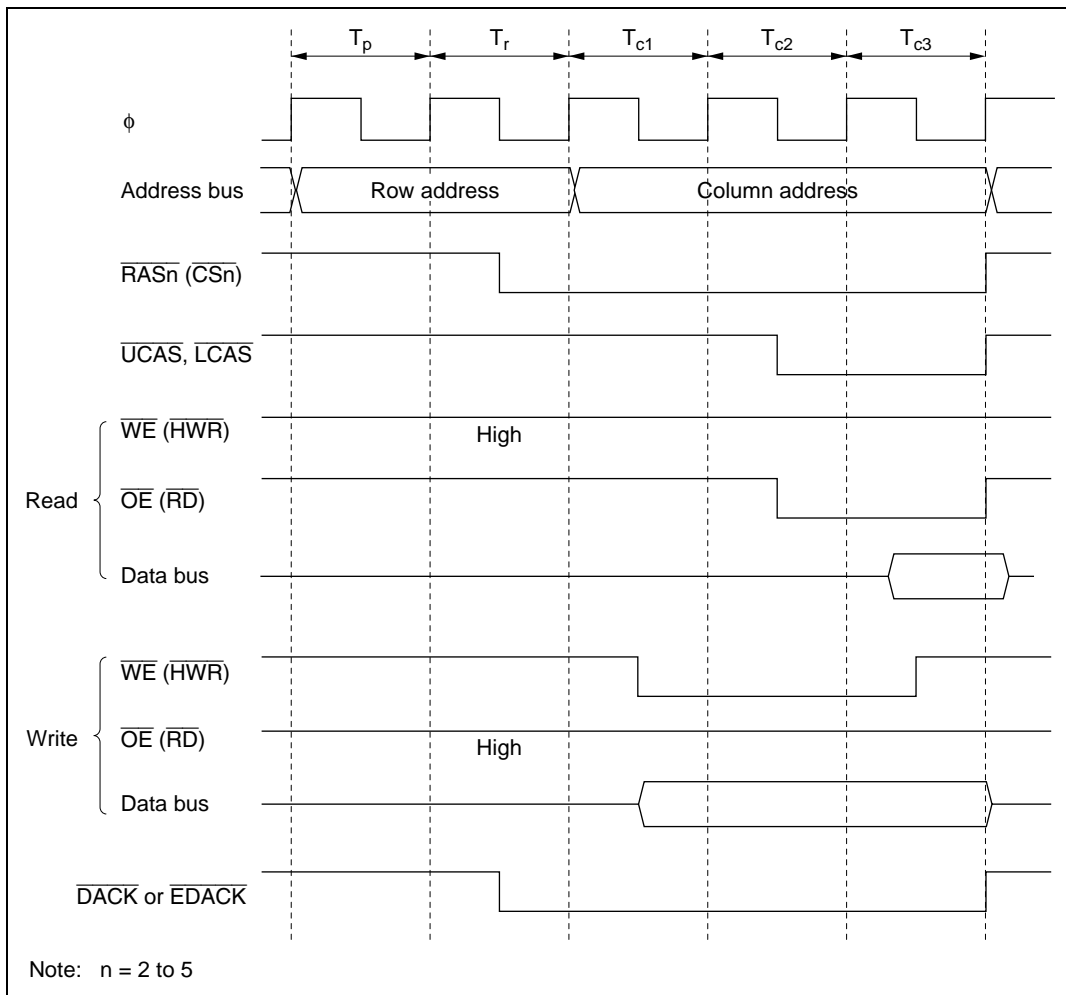 Tp Tr Tc1 Tc2 Tc3
ϕ
Address bus Row address Column address
RASn (CSn)
UCAS, LCAS
Read
WE (HWR) High
OE (RD)
Data bus
Write
WE (HWR)
OE (RD) High
Data bus
DACK or EDACK
Note: n = 2 to 5